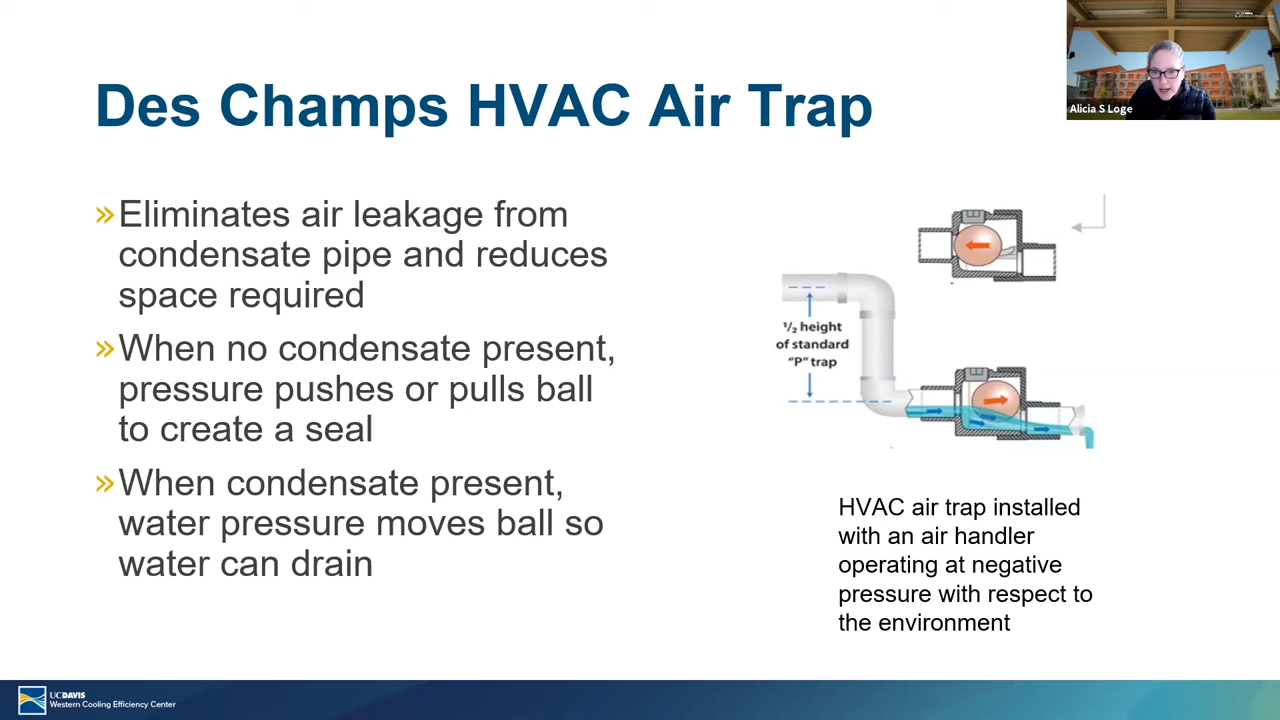 Des Champs HVAC Air Trap
Alicia S Loge
» Eliminates air leakage from
condensate pipe and reduces
space required
» When no condensate present,
pressure pushes or pulls ball
to create a seal
» When condensate present,
water pressure moves ball so
water can drain
1/2 height
of standard
"P" trap
HVAC air trap installed
with an air handler
operating at negative
pressure with respect to
the environment
UCDAVIS
Western Cooling Efficiency Center